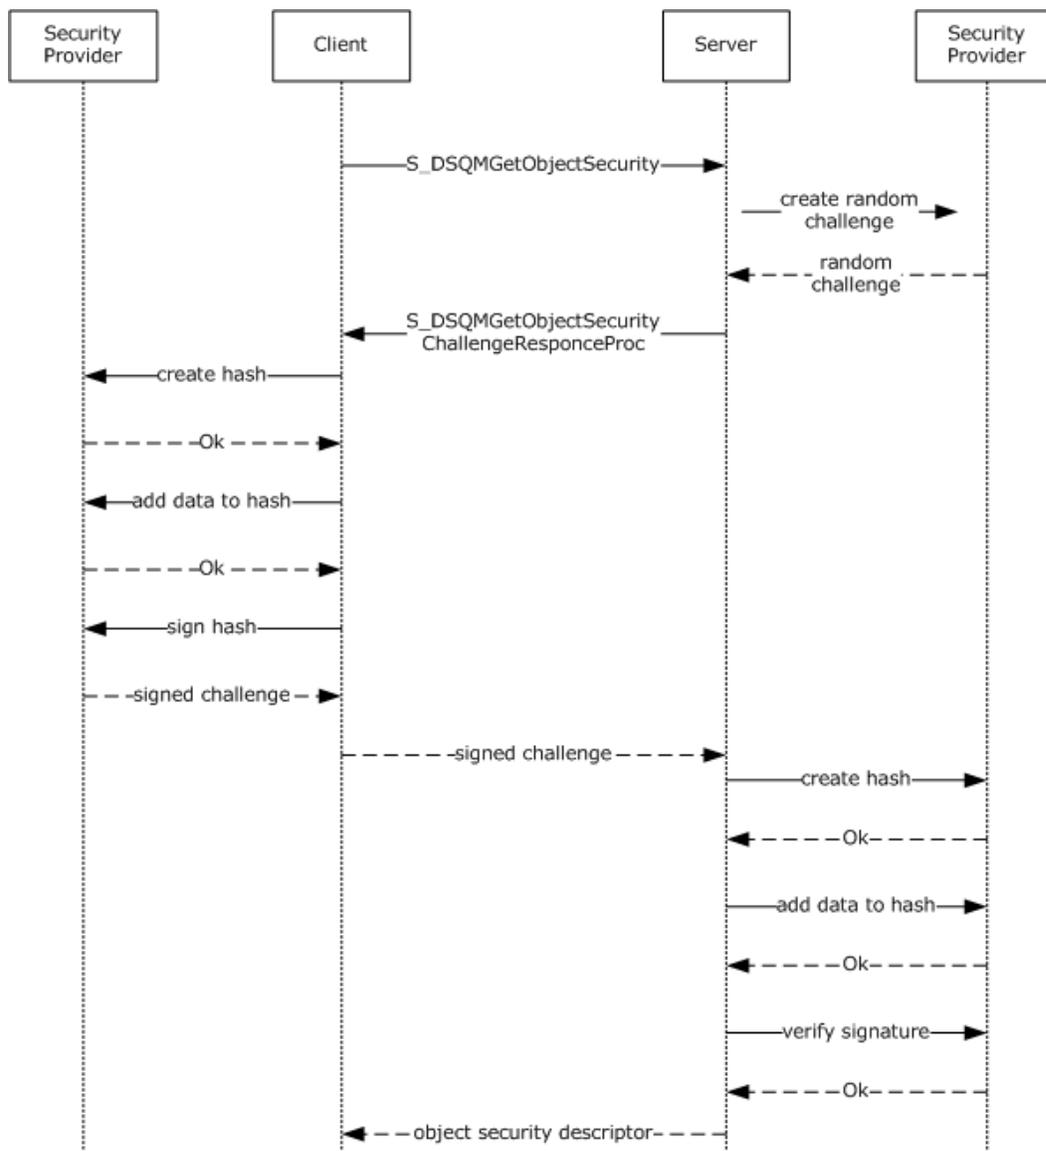 Security
Provider
Client
Server
Security
Provider
S_DSQMGetObjectSecurity
create random
challenge
random
challenge
S_DSQMGetObjectSecurity
ChallengeResponceProc
create hash
Ok
add data to hash
Ok
sign hash
signed challenge
signed challenge
create hash
Ok
add data to hash
Ok
verify signature
Ok
object security descriptor